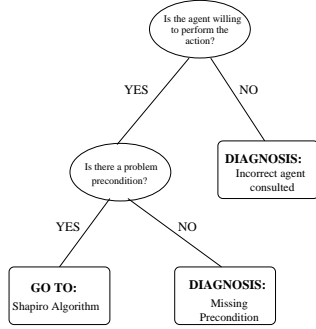 Is the agent willing
to perform the
action?
YES
NO
DIAGNOSIS:
Incorrect agent
consulted
Is there a problem
precondition?
YES
NO
GO TO:
Shapiro Algorithm
DIAGNOSIS:
Missing
Precondition